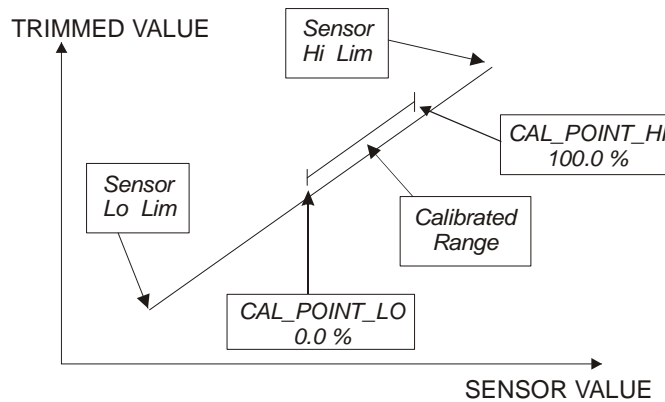 TRIMMED VALUE
Sensor
Hi Lim
CAL_POINT_HI
100.0 %
Sensor
Lo Lim
Calibrated
Range
CAL_POINT_LO
0.0 %
SENSOR VALUE